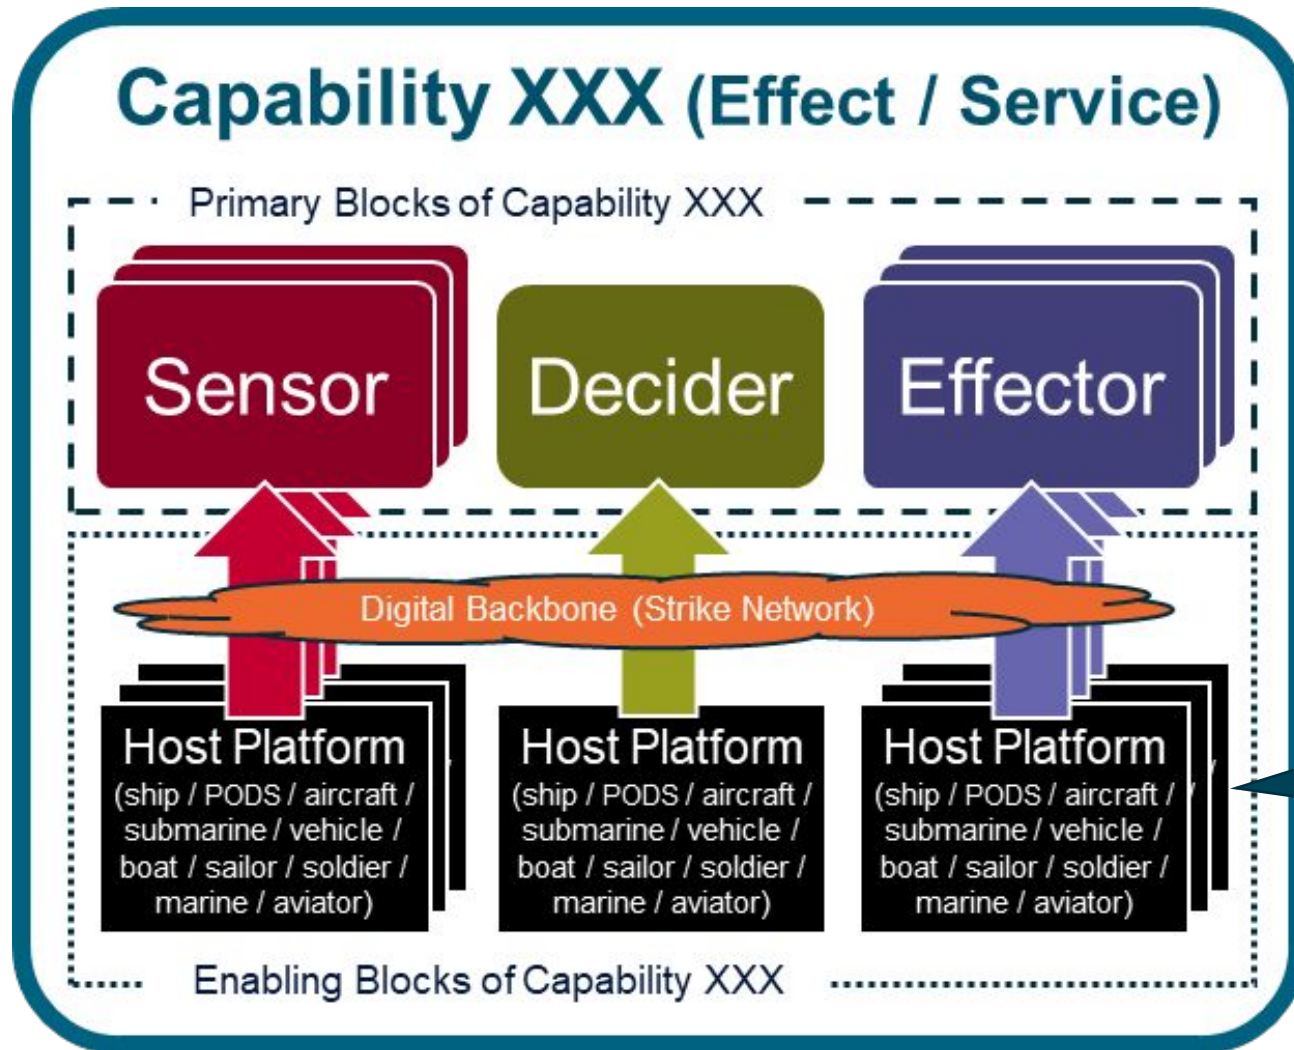 Capability XXX (Effect / Service)
Primary Blocks of Capability XXX
Sensor
Decider
Effector
Digital Backbone (Strike Network)
Host Platform
(ship / PODS / aircraft /
submarine / vehicle /
boat / sailor / soldier /
marine / aviator)
Host Platform
(ship / PODS / aircraft /
submarine / vehicle /
boat / sailor / soldier /
marine / aviator)
Host Platform
(ship / PODS / aircraft /
submarine / vehicle /
boat / sailor / soldier /
marine / aviator)
Enabling Blocks of Capability XXX